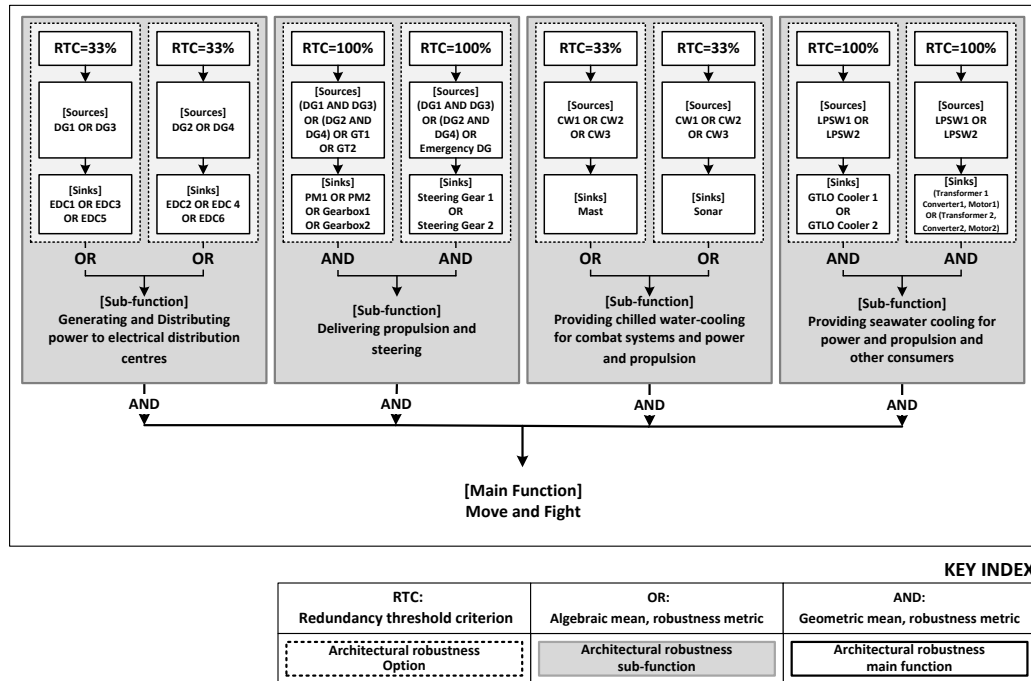 RTC=33%
[Sources]
DG1 OR DG3
[Sinks]
EDC1 OR EDC3
OR EDC5
OR
RTC=33%
[Sources]
DG2 OR DG4
[Sinks]
EDC2 OR EDC 4
OR EDC6
OR
[Sub-function]
Generating and Distributing
power to electrical distribution
centres
AND
RTC=100%
[Sources]
(DG1 AND DG3)
OR (DG2 AND
DG4) OR GT1
OR GT2
[Sinks]
PM1 OR PM2
OR Gearbox1
OR Gearbox2
AND
RTC=100%
[Sources]
(DG1 AND DG3)
OR (DG2 AND
DG4) OR
Emergency DG
[Sinks]
Steering Gear 1
OR
Steering Gear 2
AND
[Sub-function]
Delivering propulsion and
steering
AND
RTC=33%
[Sources]
CW1 OR CW2
OR CW3
[Sinks]
Mast
OR
RTC=33%
[Sources]
CW1 OR CW2
OR CW3
[Sinks]
Sonar
OR
[Sub-function]
Providing chilled water-cooling
for combat systems and power
and propulsion
AND
RTC=100%
[Sources]
LPSW1 OR
LPSW2
[Sinks]
GTLO Cooler 1
OR
GTLO Cooler 2
AND
RTC=100%
[Sources]
LPSW1 OR
LPSW2
[Sinks]
(Transformer 1
Converter1, Motor1)
OR (Transformer 2,
Converter2, Motor2)
AND
[Sub-function]
Providing seawater cooling for
power and propulsion and
other consumers
AND
[Main Function]
Move and Fight
KEY INDEX
RTC:
Redundancy threshold criterion
OR:
Algebraic mean, robustness metric
AND:
Geometric mean, robustness metric
Architectural robustness
Option
Architectural robustness
sub-function
Architectural robustness
main function